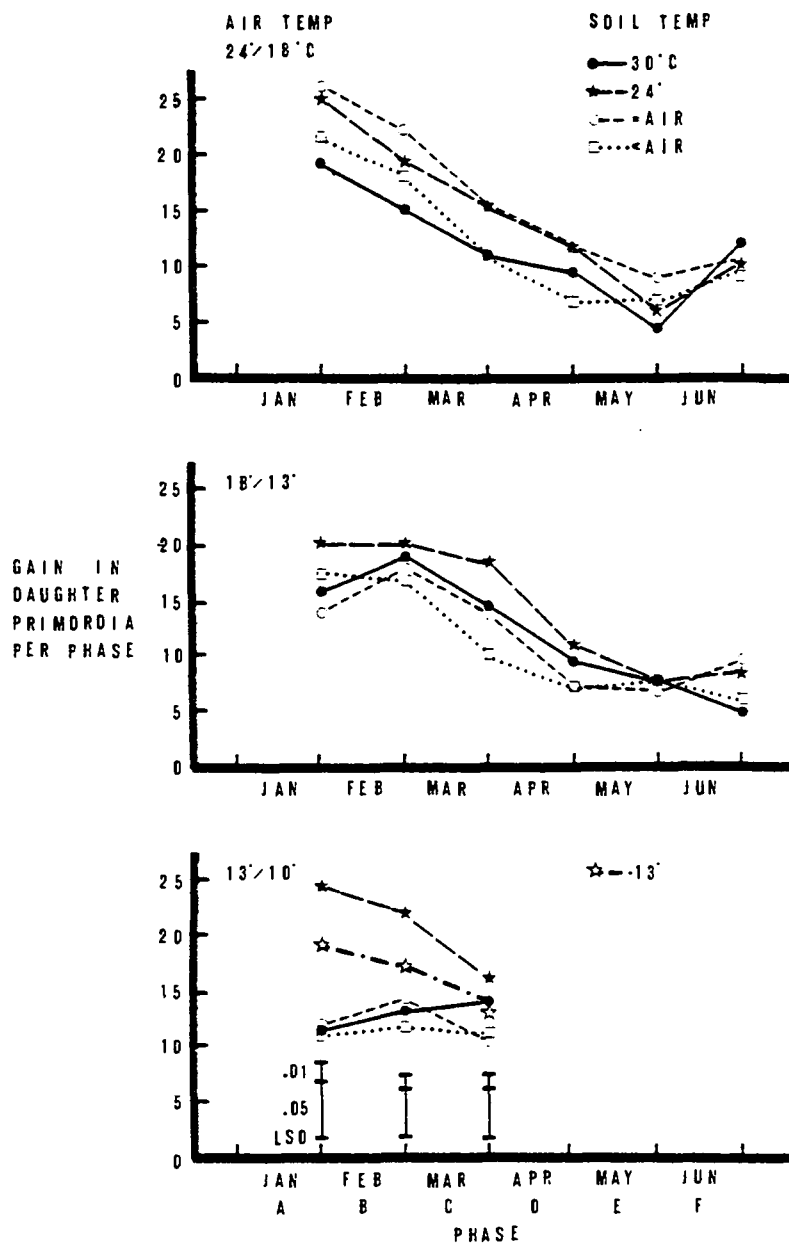 AIR TEMP
24°/18°C
SOIL TEMP
30°C
24°
=AIR
<AIR
25
20
15
10
5
0
JAN FEB MAR APR MAY JUN
18°/13°
25
20
15
10
5
0
GAIN IN
DAUGHTER
PRIMORDIA
PER PHASE
JAN FEB MAR APR MAY JUN
13°/10°
13°
25
20
15
10
5
0
.01
.05
LSD
JAN FEB MAR APR MAY JUN
A B C D E F
PHASE